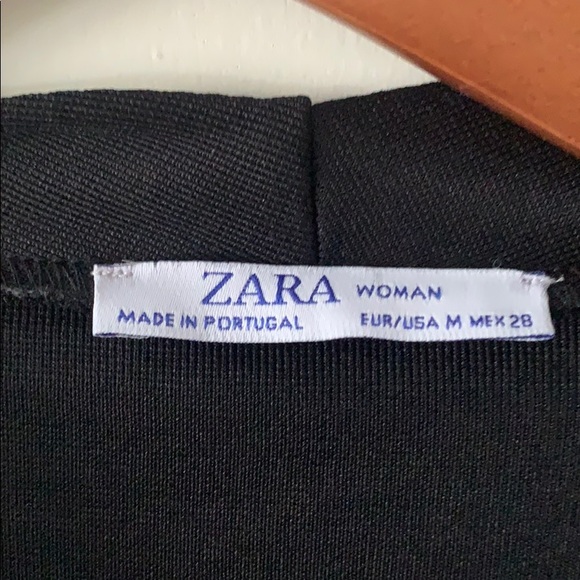 ZARA WOMAN
MADE IN PORTUGAL EUR/USA M MEX 28